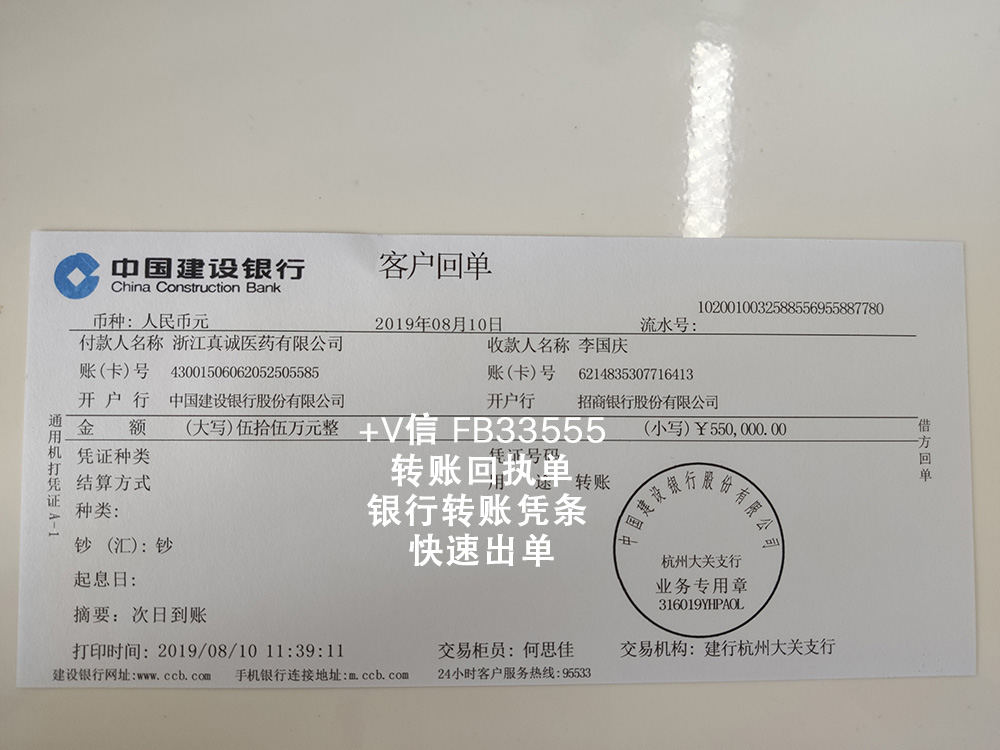 中国建设银行
China Construction Bank
客户回单
币种：人民币元
2019年08月10日
流水号：
1020010032588556955887780
付款人名称 浙江真诚医药有限公司
收款人名称 李国庆
账(卡)号 43001506062052505585
账(卡)号 6214835307716413
开户行 中国建设银行股份有限公司
开户行 招商银行股份有限公司
金额 (大写)伍拾伍万元整
(小写)￥550,000.00
+V信 FB33555
凭证种类
凭证号码
转账回执单
结算方式
用途 转账
银行转账凭条
种类：
快速出单
钞（汇）：钞
起息日：
摘要：次日到账
中国建设银行股份有限公司
杭州大关支行
业务专用章
316019YHPAOL
打印时间：2019/08/10 11:39:11
交易柜员：何思佳
交易机构：建行杭州大关支行
建设银行网址:www.ccb.com
手机银行连接地址:m.ccb.com
24小时客户服务热线:95533
通用机打凭证A-1
借方回单